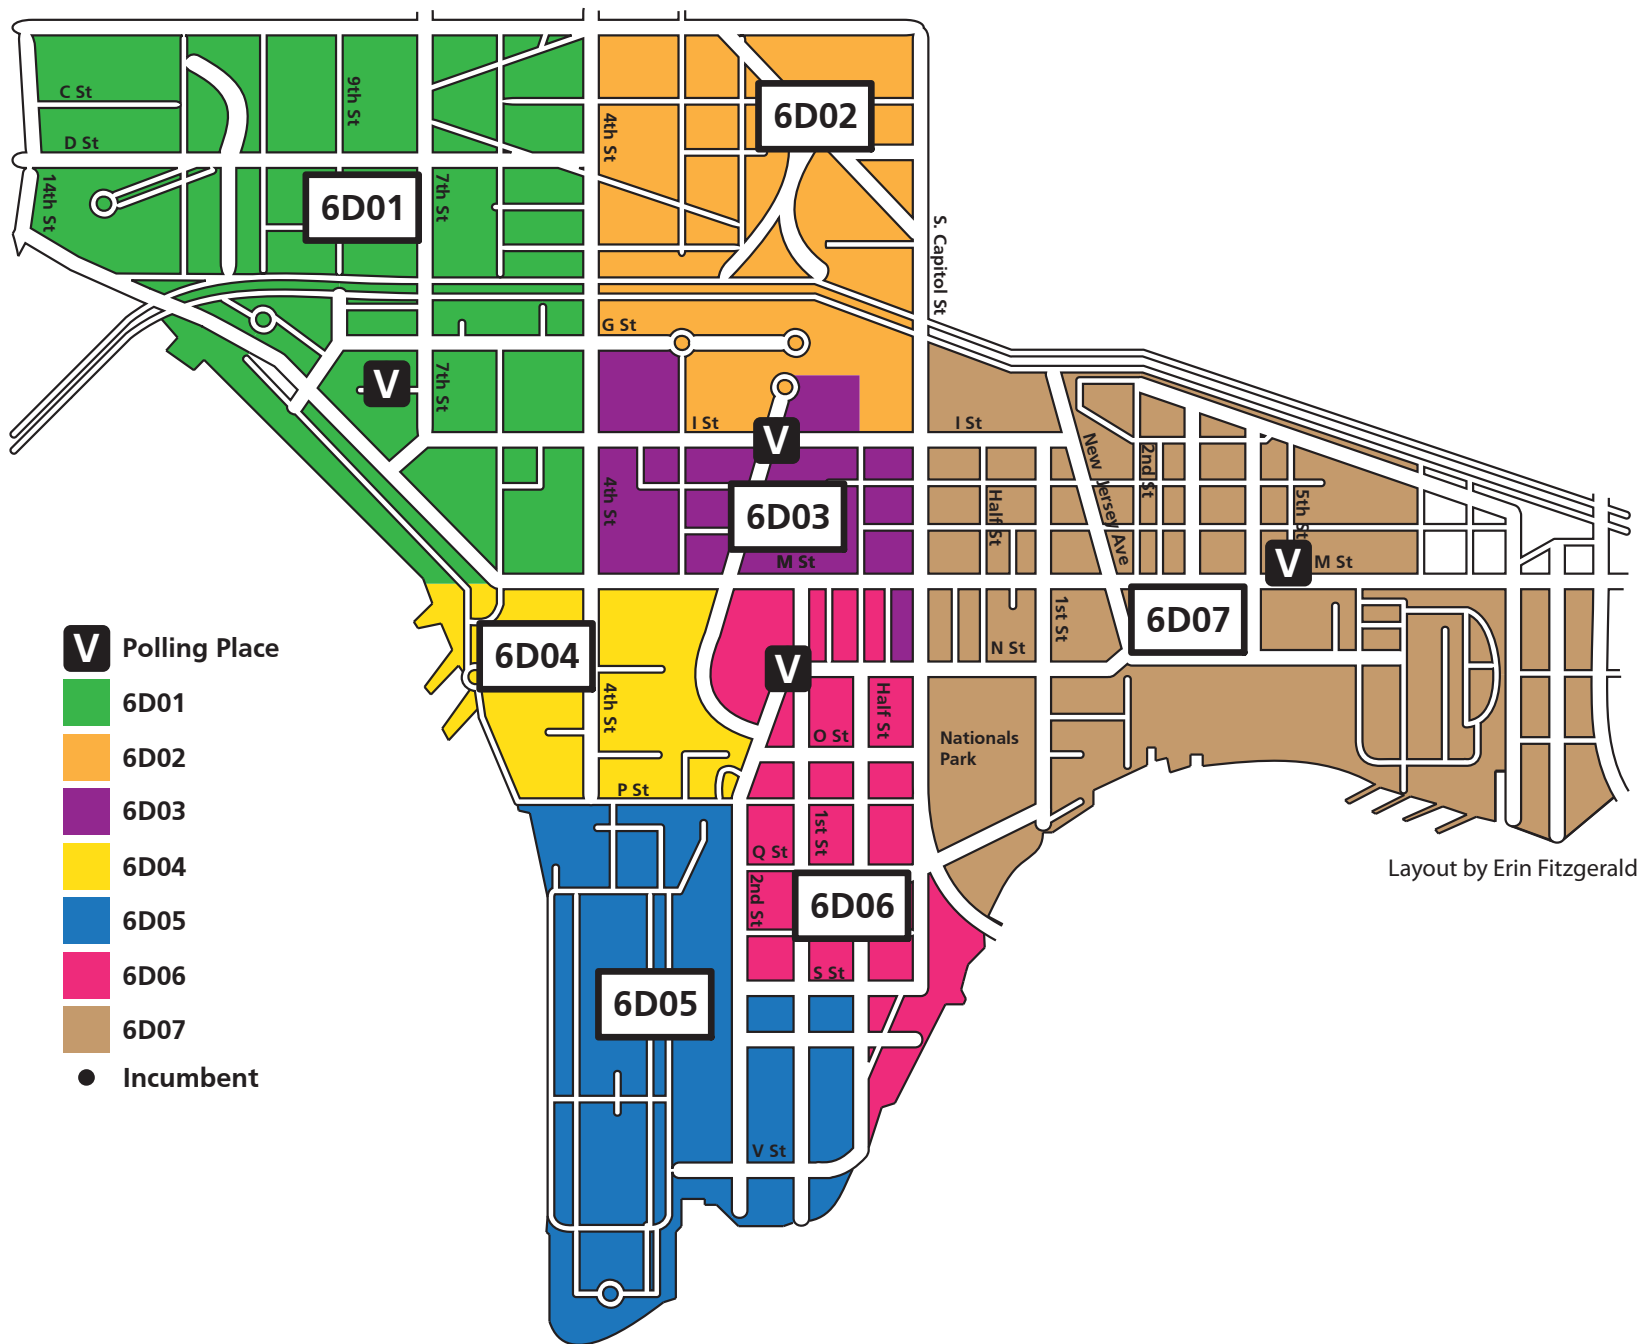 C St
9th St
D St
14th St
6D01
7th St
4th St
6D02
S. Capitol St
G St
V
7th St
I St
I St
V
4th St
6D03
M St
Half St
New Jersey Ave
2nd St
5th St
V
M St
6D04
4th St
P St
V
N St
1st St
6D07
Half St
O St
Nationals
Park
1st St
Q St
2nd St
6D06
S St
6D05
V St
V Polling Place
6D01
6D02
6D03
6D04
6D05
6D06
6D07
Incumbent
Layout by Erin Fitzgerald